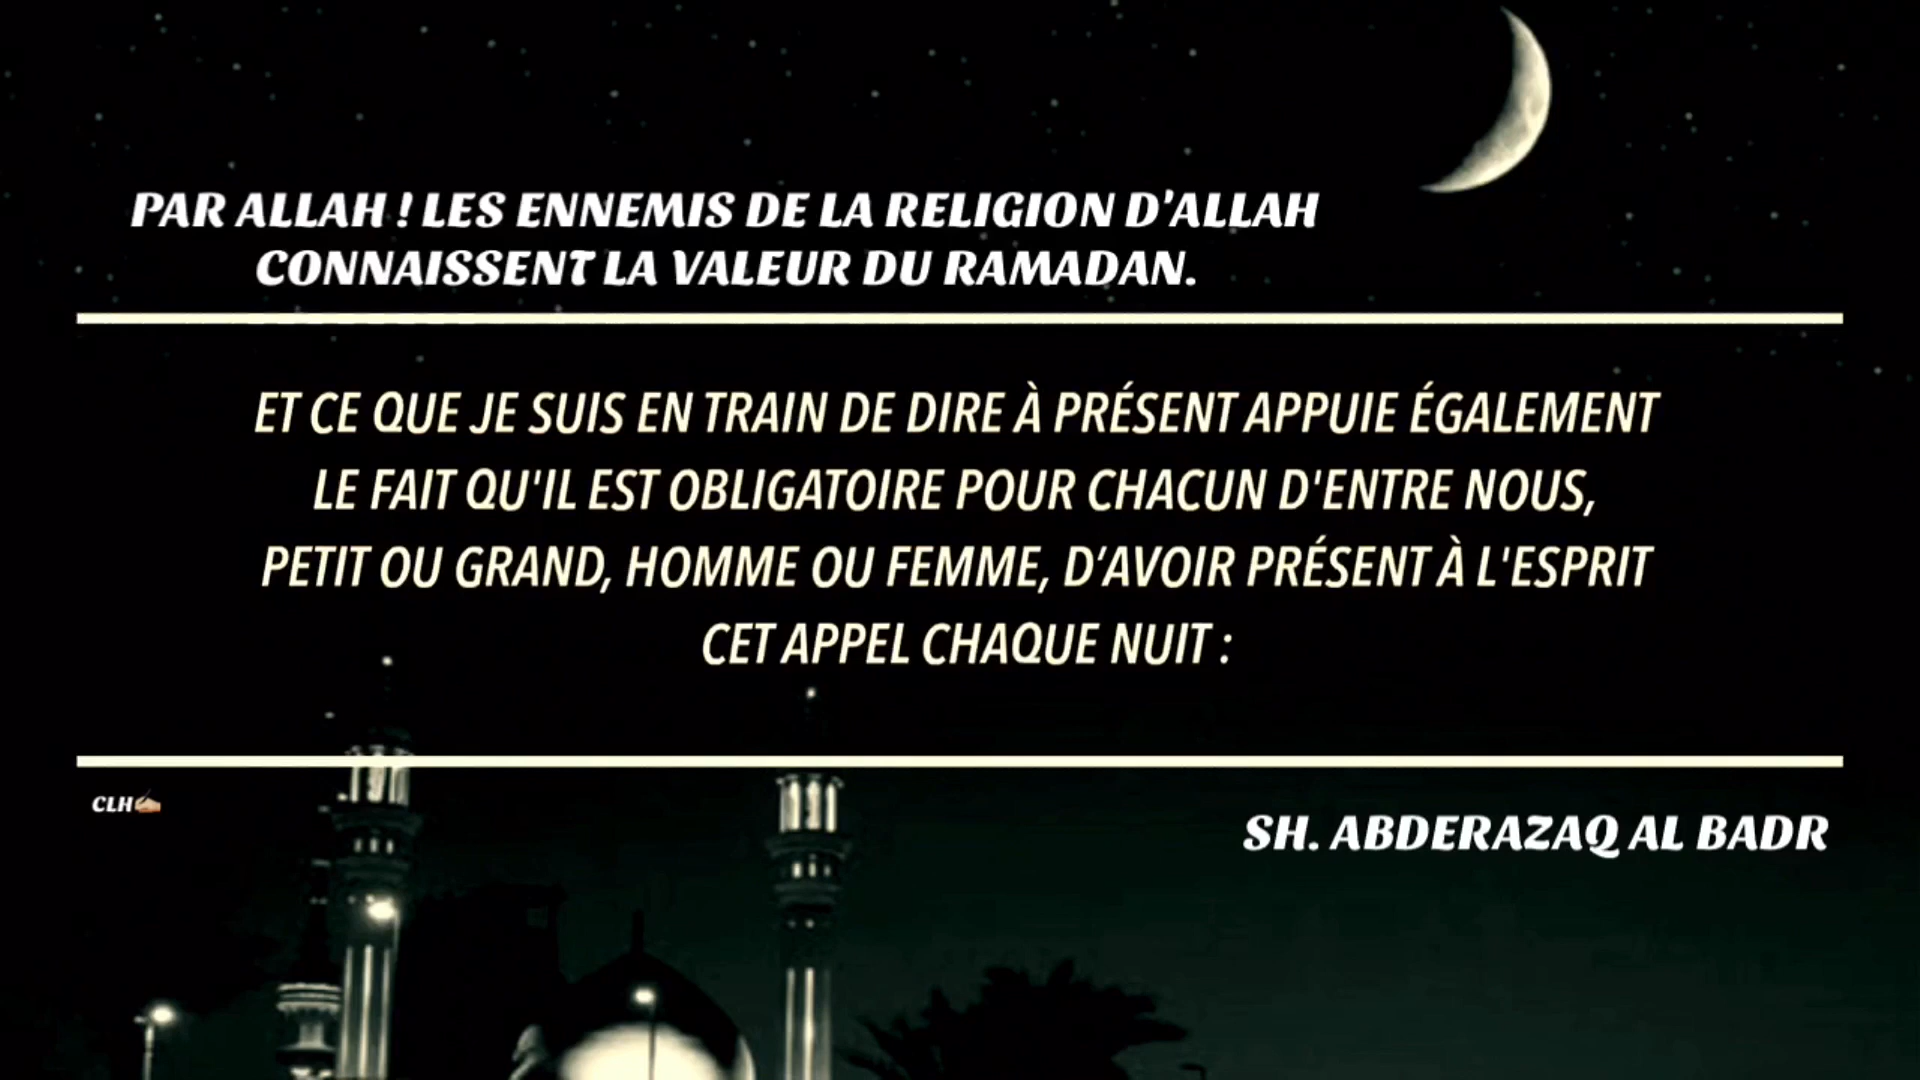 PAR ALLAH ! LES ENNEMIS DE LA RELIGION D'ALLAH
CONNAISSENT LA VALEUR DU RAMADAN.
ET CE QUE JE SUIS EN TRAIN DE DIRE À PRÉSENT APPUIE ÉGALEMENT
LE FAIT QU'IL EST OBLIGATOIRE POUR CHACUN D'ENTRE NOUS,
PETIT OU GRAND, HOMME OU FEMME, D’AVOIR PRÉSENT À L'ESPRIT
CET APPEL CHAQUE NUIT :
CLH✍🏼
SH. ABDERAZAQ AL BADR